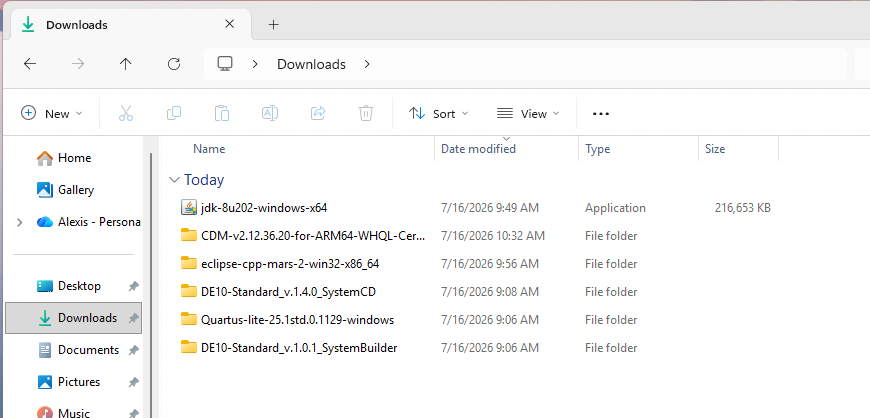 Downloads
Downloads
New
Sort
View
Name Date modified Type Size
Home
Gallery
Alexis - Persona
Desktop
Downloads
Documents
Pictures
Music
Today
jdk-8u202-windows-x64 7/16/2026 9:49 AM Application 216,653 KB
CDM-v2.12.36.20-for-ARM64-WHQL-Cer... 7/16/2026 10:32 AM File folder
eclipse-cpp-mars-2-win32-x86_64 7/16/2026 9:56 AM File folder
DE10-Standard_v.1.4.0_SystemCD 7/16/2026 9:08 AM File folder
Quartus-lite-25.1std.0.1129-windows 7/16/2026 9:06 AM File folder
DE10-Standard_v.1.0.1_SystemBuilder 7/16/2026 9:06 AM File folder